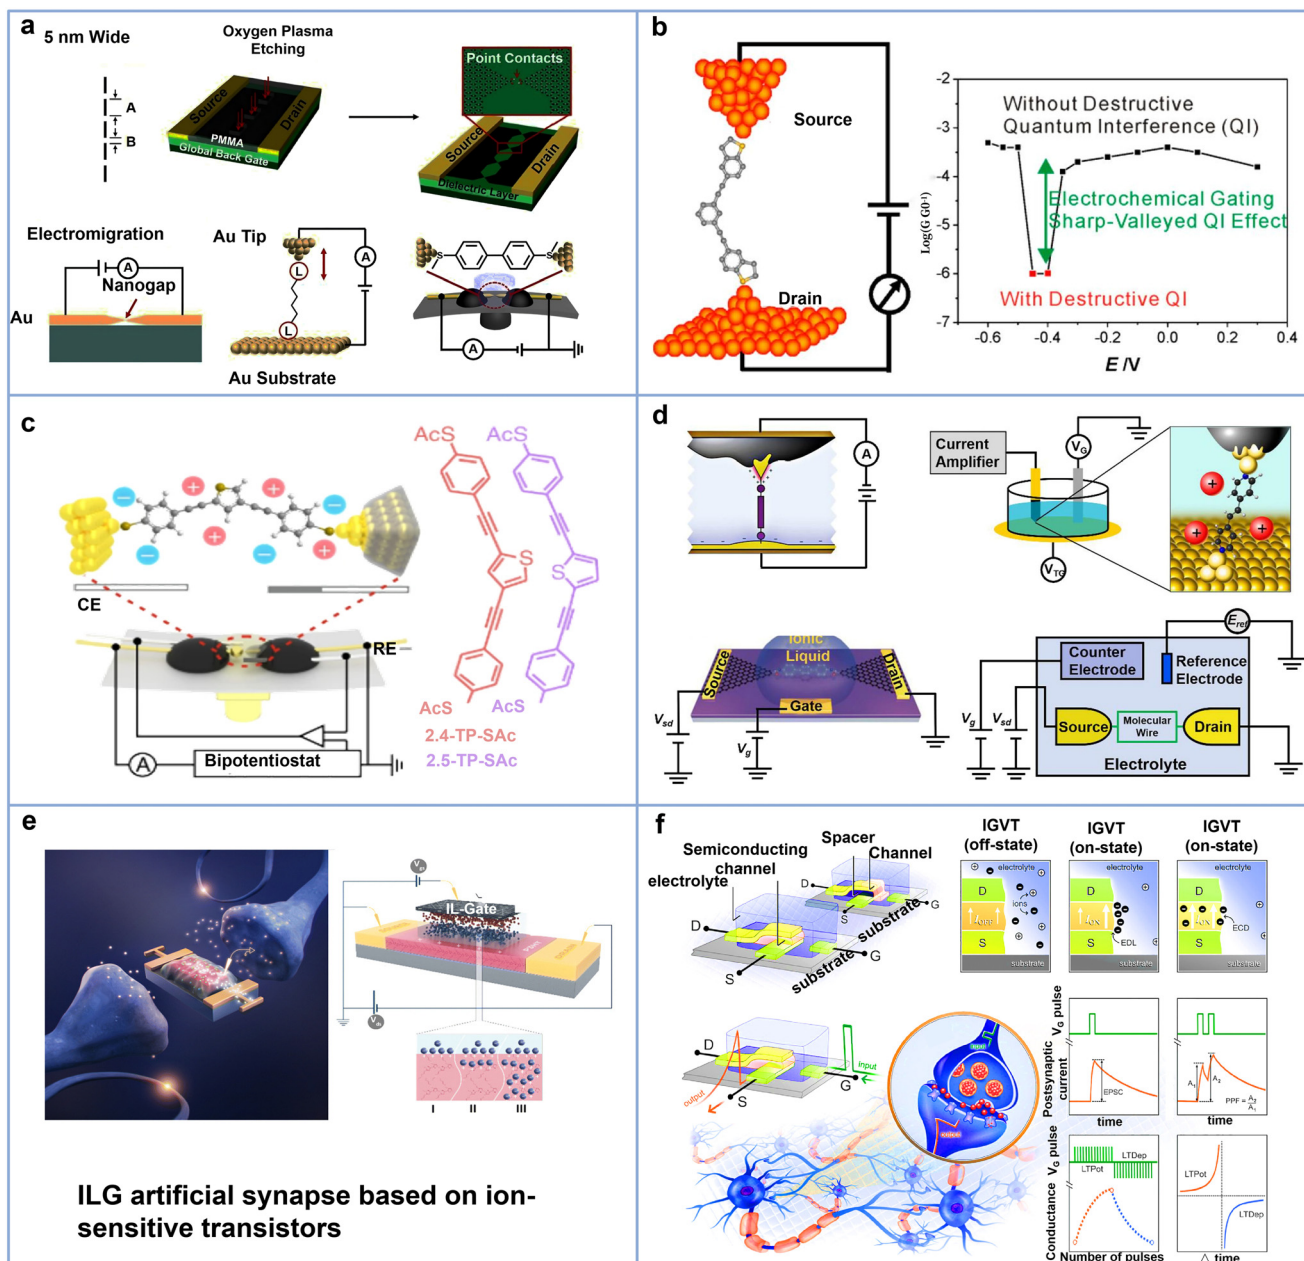 a
5 nm Wide
Oxygen Plasma
Etching
A
B
Source
Drain
PMMA
Global Back Gate
Point Contacts
Source
Drain
Dielectric Layer
Electromigration
A
Nanogap
Au
Au Tip
L
L
A
Au Substrate
S
S
A
b
Source
Drain
Log(G G0⁻¹)
-3
-4
-5
-6
-7
Without Destructive
Quantum Interference (QI)
Electrochemical Gating
Sharp-Valleyed QI Effect
With Destructive QI
-0.6
-0.4
-0.2
0.0
0.2
0.4
E /V
c
CE
RE
A
Bipotentiostat
AcS
AcS
S
S
AcS
AcS
2.4-TP-SAc
2.5-TP-SAc
d
A
Current
Amplifier
VG
VTG
Ionic
Liquid
Source
Drain
Gate
Vsd
Vg
Eref
Counter
Electrode
Reference
Electrode
Vg
Vsd
Source
Molecular
Wire
Drain
Electrolyte
e
IL-Gate
I
II
III
ILG artificial synapse based on ion-
sensitive transistors
f
Semiconducting
channel
electrolyte
Spacer
Channel
D
S
G
substrate
D
S
G
substrate
IGVT
(off-state)
IGVT
(on-state)
IGVT
(on-state)
electrolyte
D
OFF
ions
S
substrate
electrolyte
D
ON
S
EDL
substrate
electrolyte
D
ON
ECD
S
substrate
D
S
G
input
output
VG pulse
Postsynaptic
current
EPSC
time
A1
A2
PPF = A2/A1
time
VG pulse
LTPot
LTDep
Conductance
Number of pulses
LTPot
LTDep
△ time